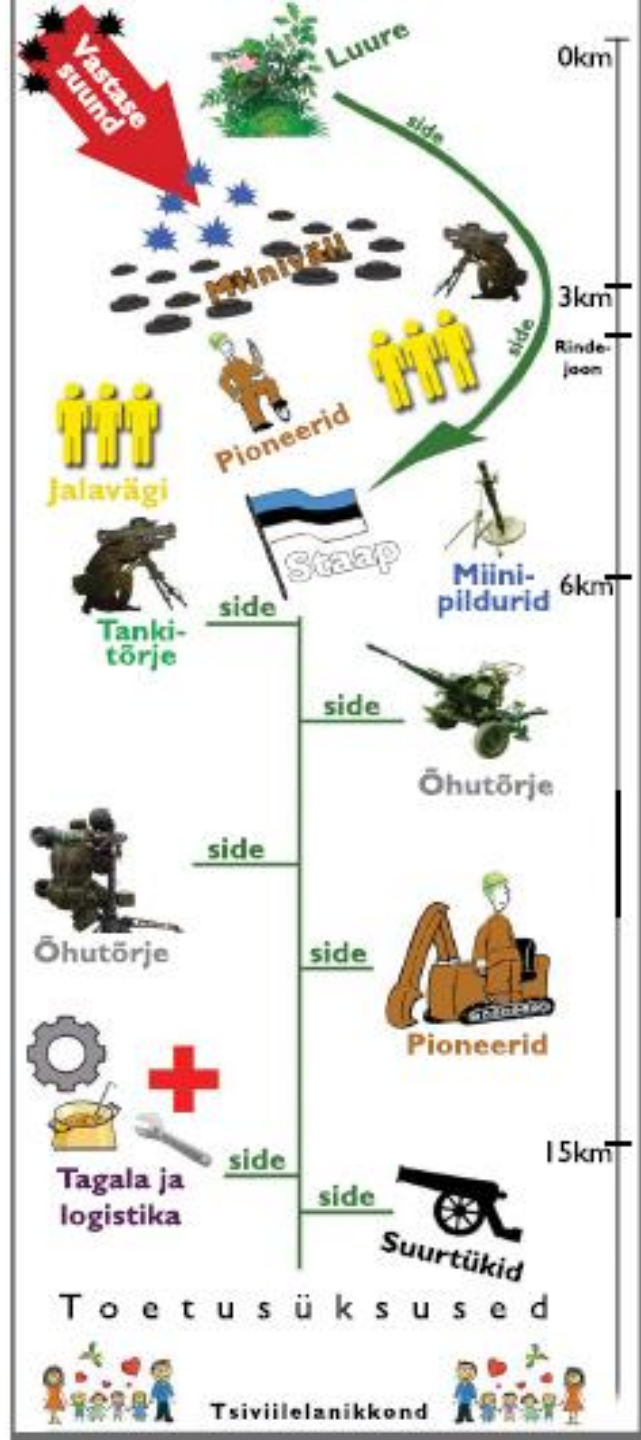 Vastase
suund
Luure
0km
side
Miiniväli
3km
side
Rinde-
joon
Pioneerid
Jalavägi
Staap
Miini-
pildurid
6km
side
Tanki-
tõrje
side
Õhutõrje
side
Õhutõrje
side
Pioneerid
15km
side
Tagala ja
logistika
side
Suurtükid
Toetusüksused
Tsiviilelanikkond